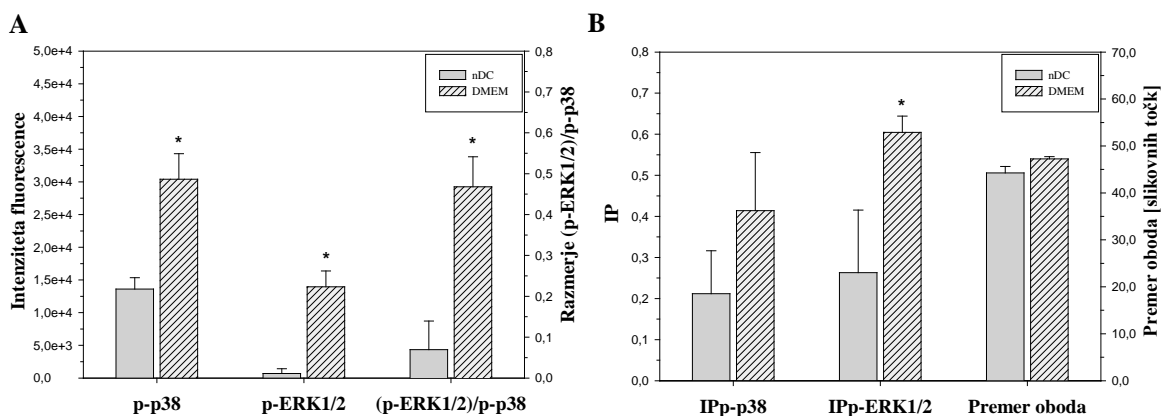 A
Intenziteta fluorescence
5,0e+4
4,5e+4
4,0e+4
3,5e+4
3,0e+4
2,5e+4
2,0e+4
1,5e+4
1,0e+4
5,0e+3
0,0
nDC
DMEM
*
*
*
0,8
0,7
0,6
0,5
0,4
0,3
0,2
0,1
0,0
Razmerje (p-ERK1/2)/p-p38
p-p38 p-ERK1/2 (p-ERK1/2)/p-p38
B
IP
0,8
0,7
0,6
0,5
0,4
0,3
0,2
0,1
0,0
nDC
DMEM
*
70,0
60,0
50,0
40,0
30,0
20,0
10,0
0,0
Premer oboda [slikovnih točk]
IPp-p38 IPp-ERK1/2 Premer oboda